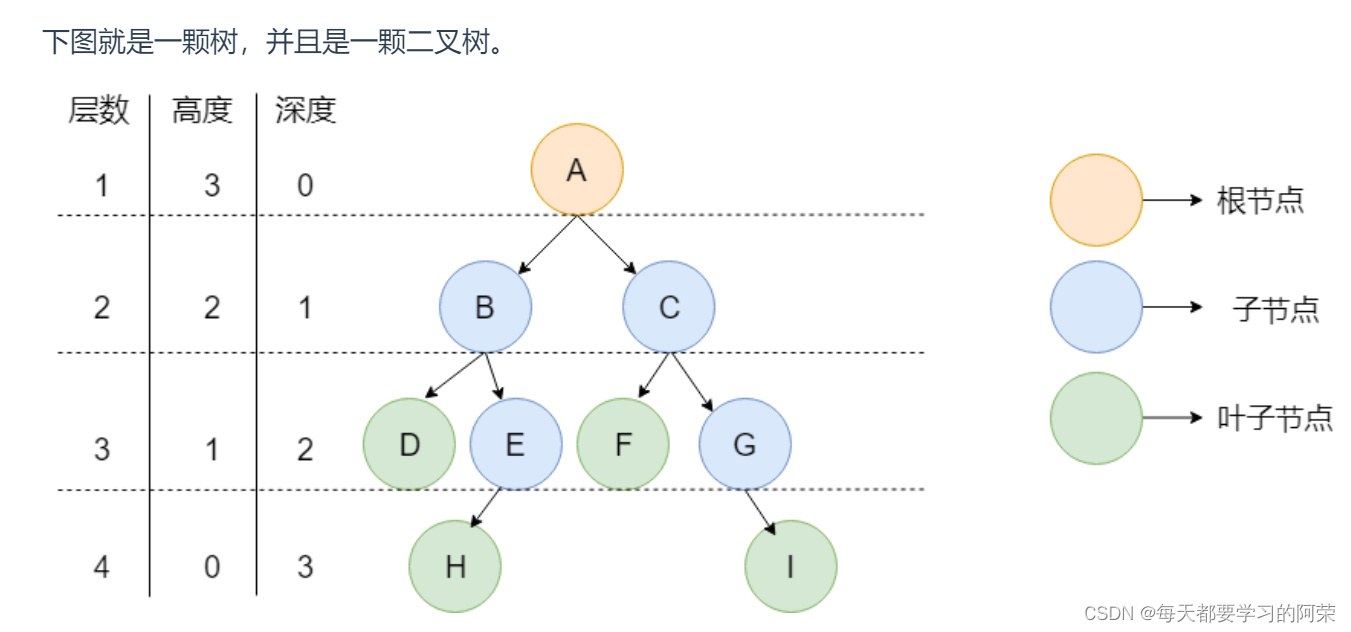 下图就是一颗树，并且是一颗二叉树。
层数 高度 深度
A
1 3 0
根节点
B C
2 2 1
子节点
D E F G
3 1 2
叶子节点
H I
4 0 3
CSDN @每天都要学习的阿荣